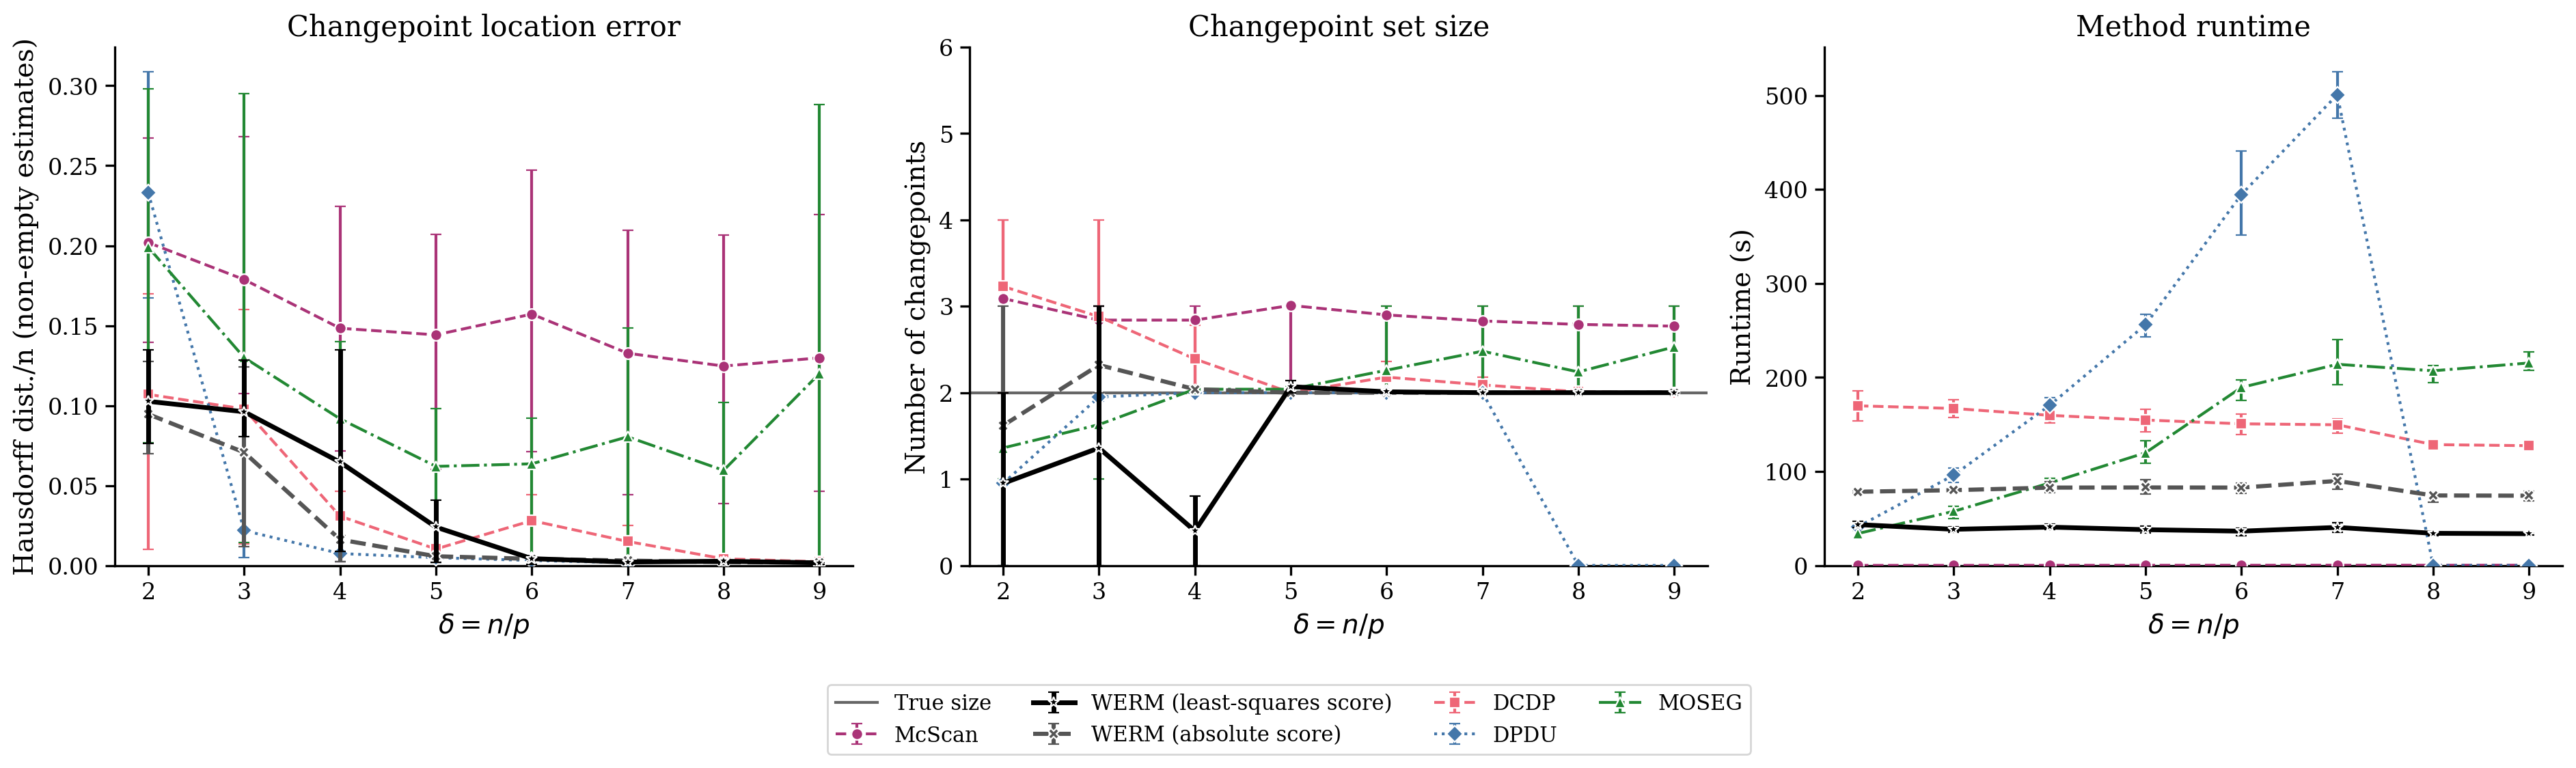 Changepoint location error
Hausdorff dist./n (non-empty estimates)
0.30
0.25
0.20
0.15
0.10
0.05
0.00
2 3 4 5 6 7 8 9
δ = n/p
Changepoint set size
Number of changepoints
6
5
4
3
2
1
0
2 3 4 5 6 7 8 9
δ = n/p
Method runtime
Runtime (s)
500
400
300
200
100
0
2 3 4 5 6 7 8 9
δ = n/p
True size
McScan
WERM (least-squares score)
WERM (absolute score)
DCDP
DPDU
MOSEG